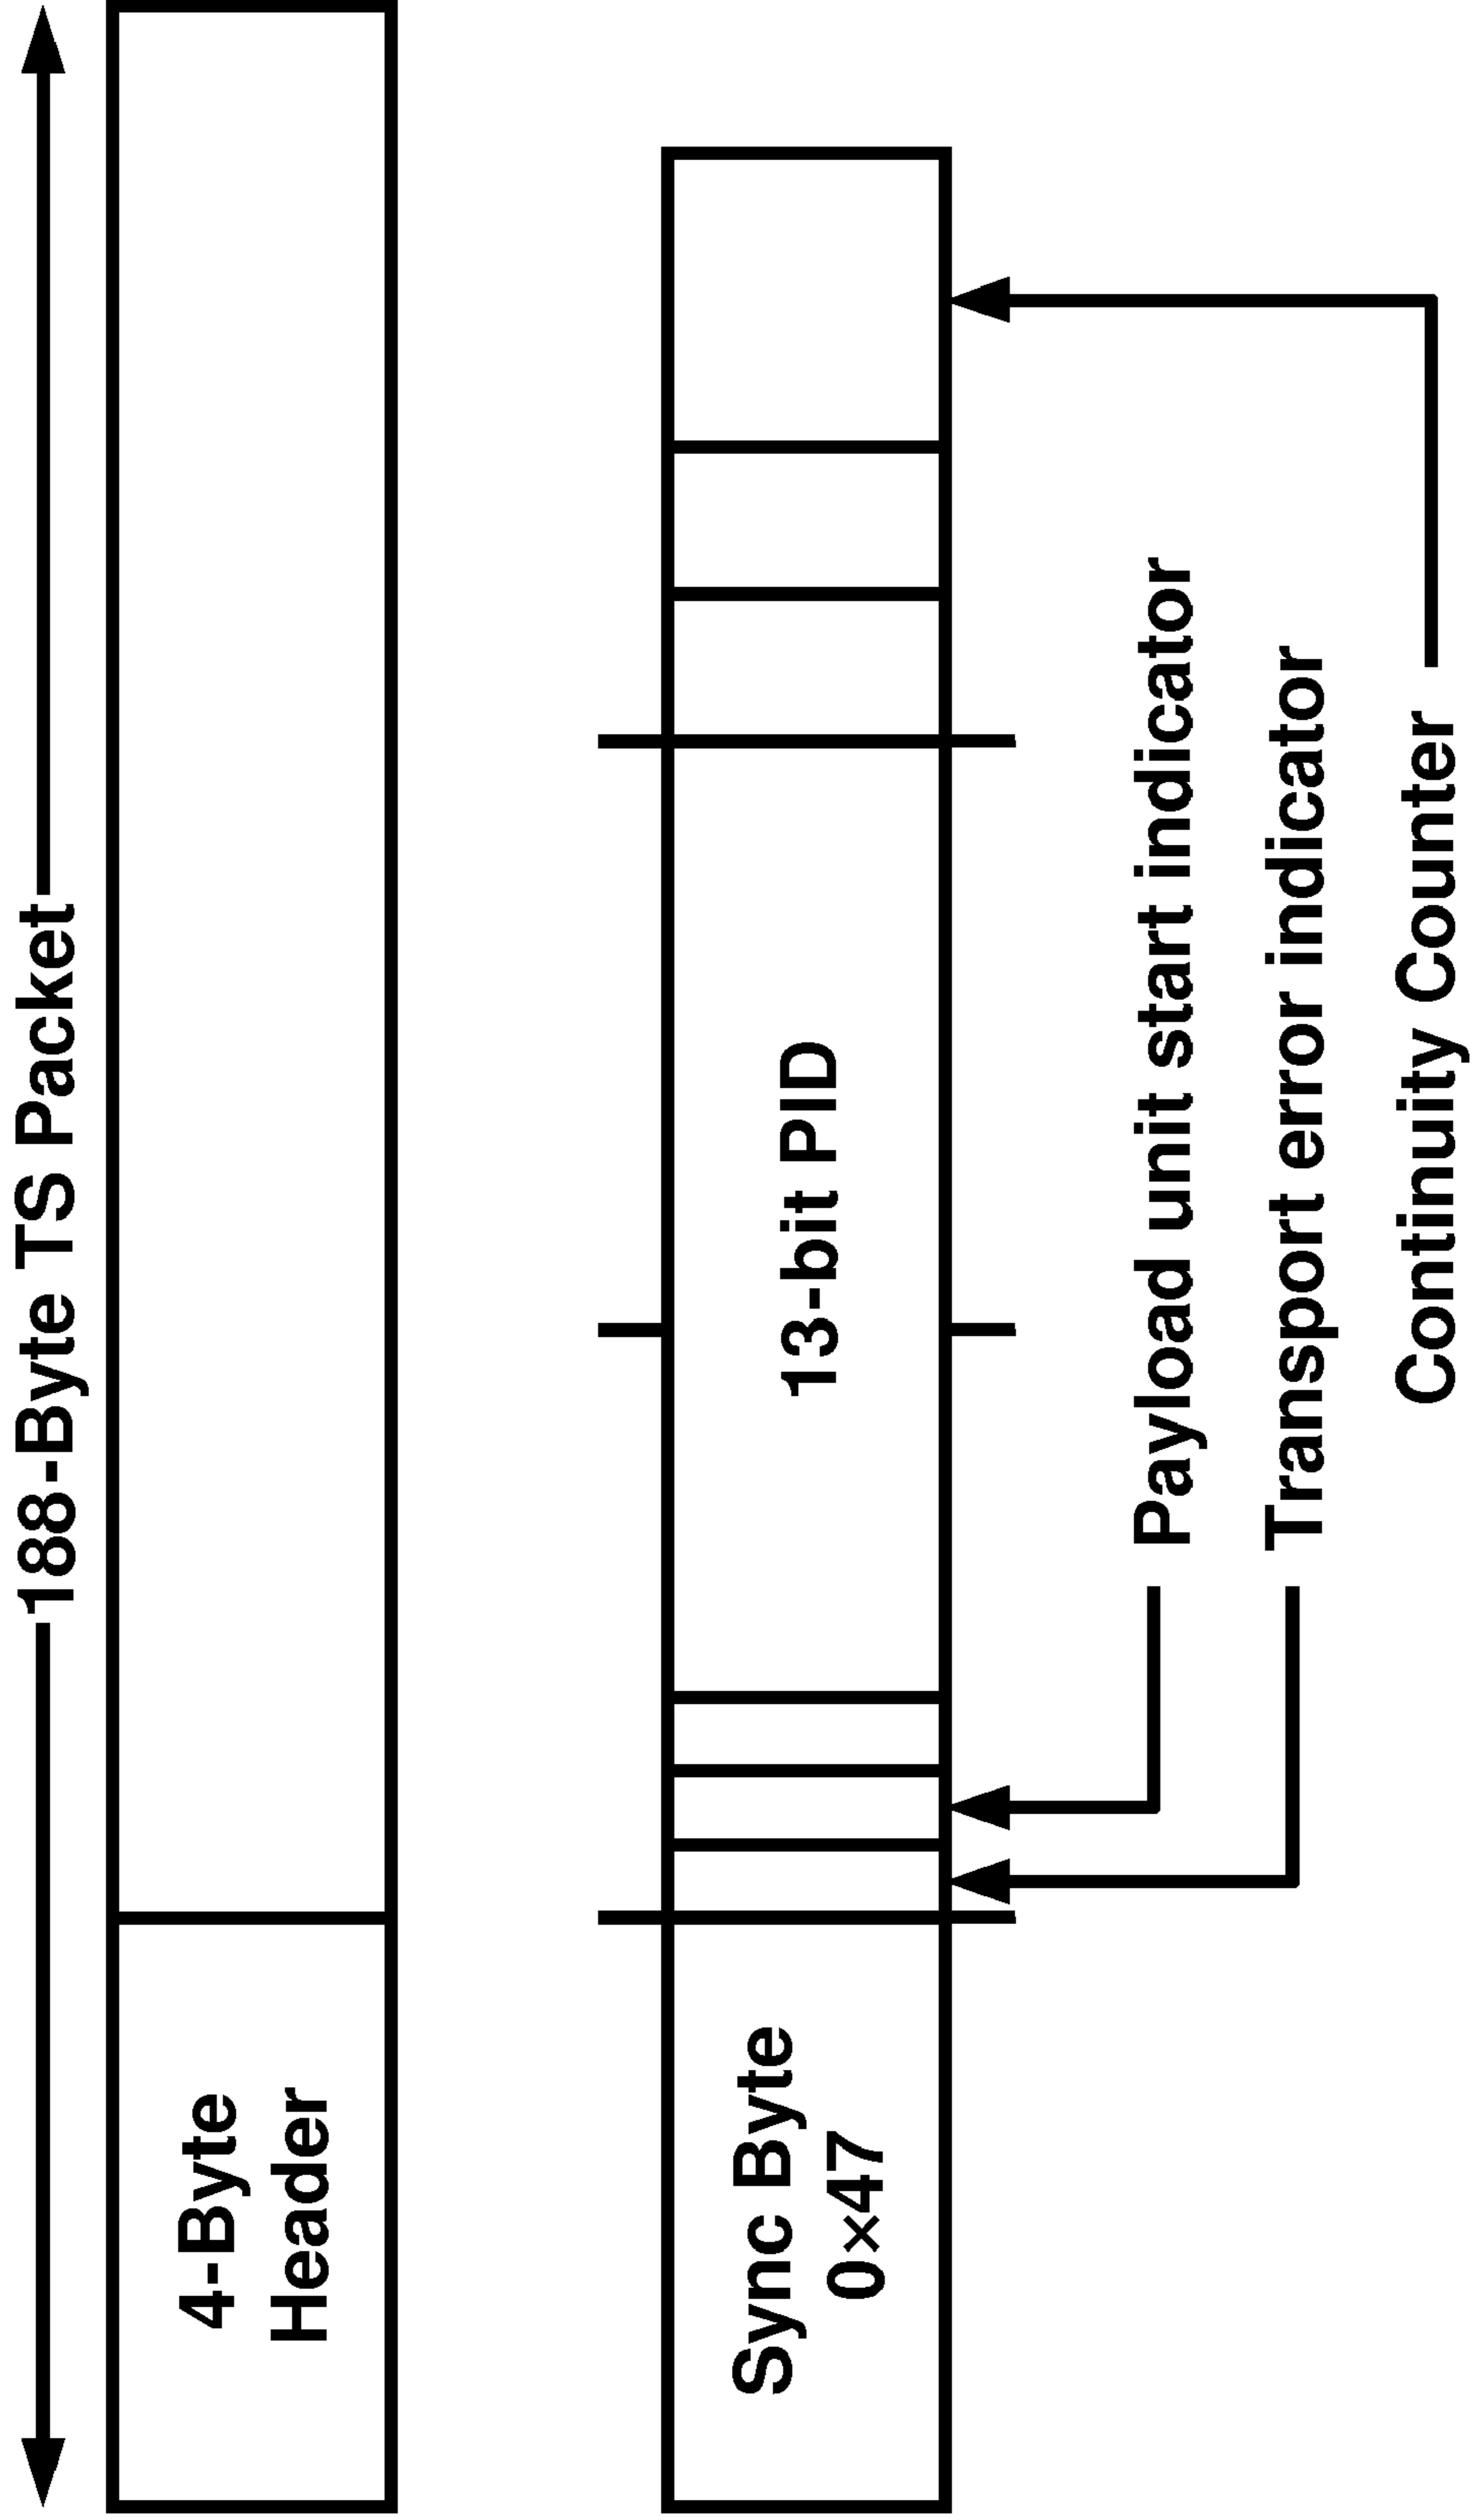 188-Byte TS Packet
4-Byte
Header
Sync Byte
0×47
13-bit PID
Payload unit start indicator
Transport error indicator
Continuity Counter